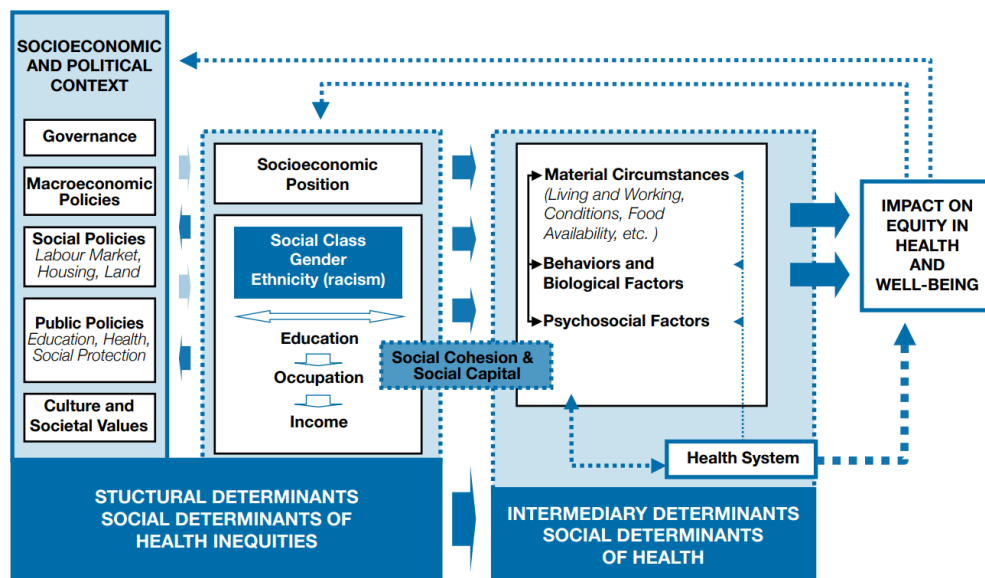 SOCIOECONOMIC
AND POLITICAL
CONTEXT
Governance
Macroeconomic
Policies
Social Policies
Labour Market,
Housing, Land
Public Policies
Education, Health,
Social Protection
Culture and
Societal Values
Socioeconomic
Position
Social Class
Gender
Ethnicity (racism)
Education
Occupation
Income
Social Cohesion &
Social Capital
Material Circumstances
(Living and Working,
Conditions, Food
Availability, etc. )
Behaviors and
Biological Factors
Psychosocial Factors
Health System
IMPACT ON
EQUITY IN
HEALTH
AND
WELL-BEING
STUCTURAL DETERMINANTS
SOCIAL DETERMINANTS OF
HEALTH INEQUITIES
INTERMEDIARY DETERMINANTS
SOCIAL DETERMINANTS
OF HEALTH